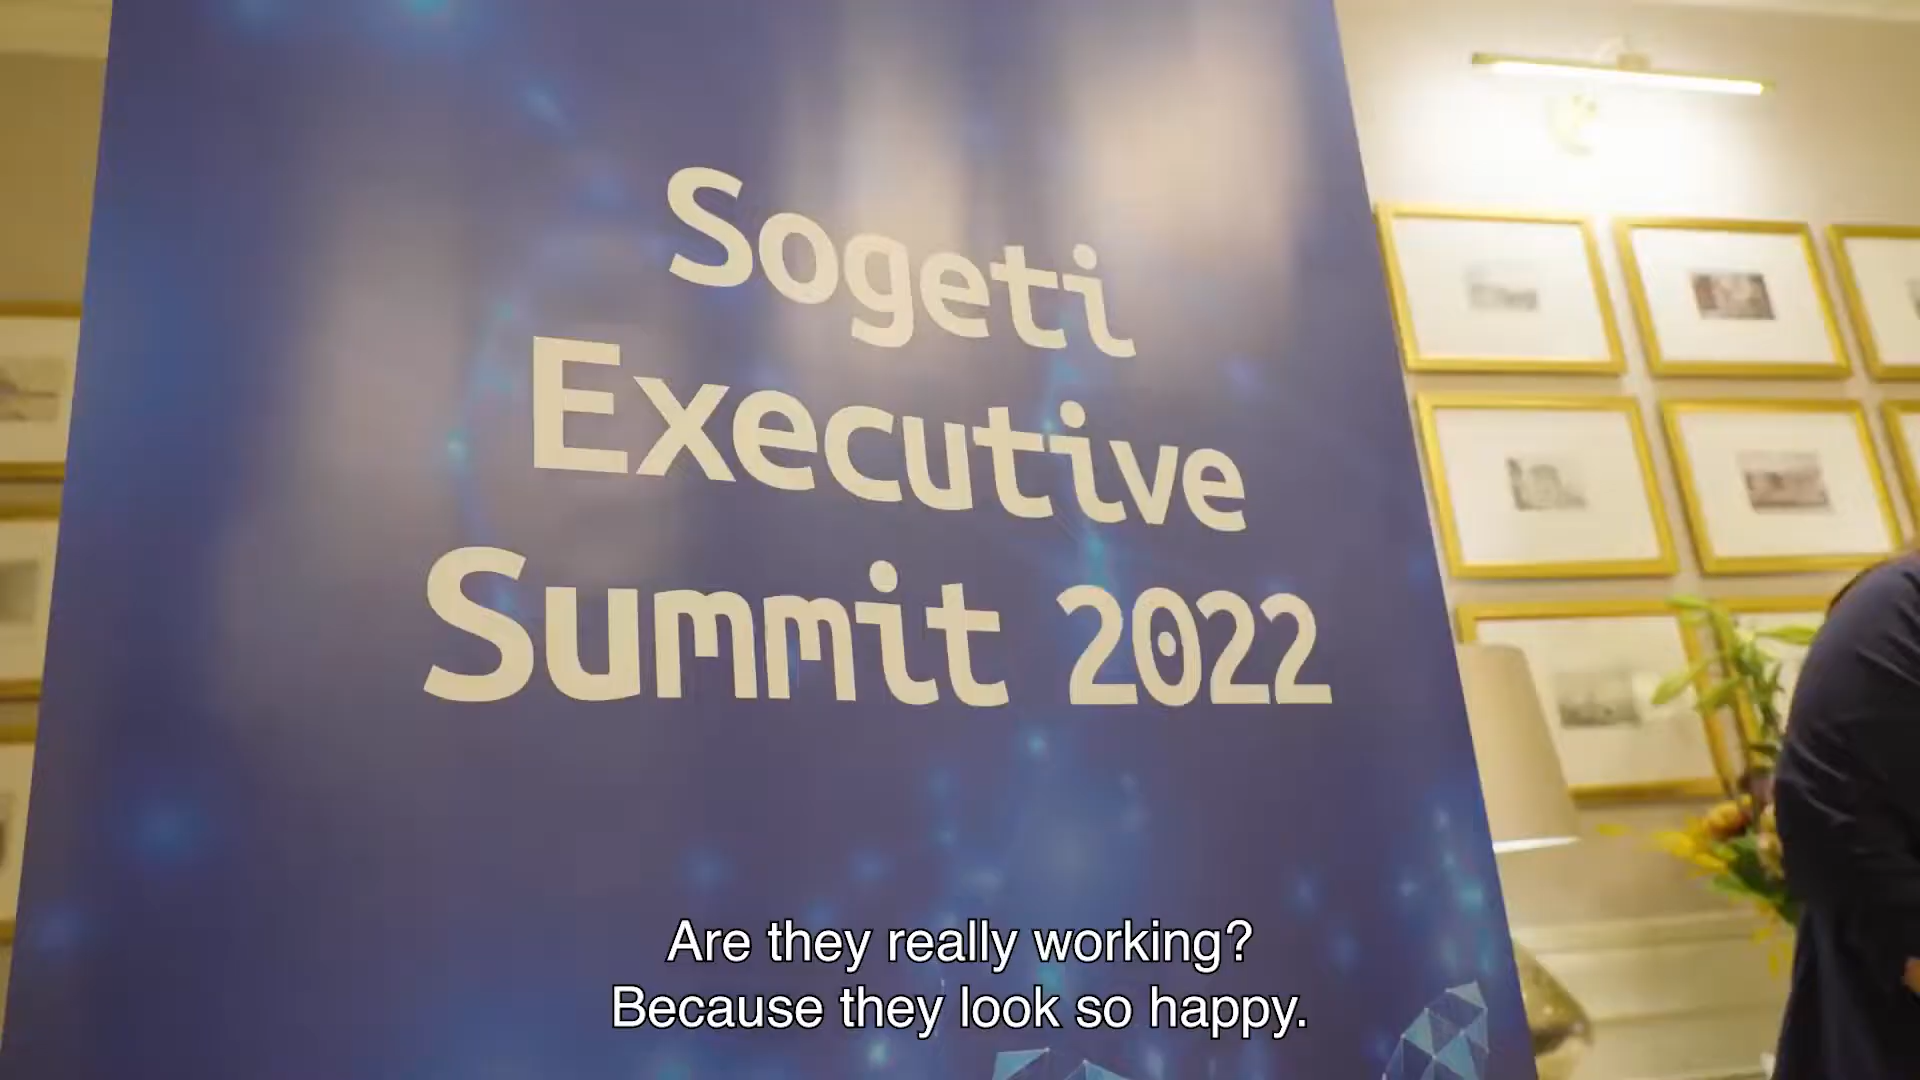 Sogeti
Executive
Summit 2022
Are they really working?
Because they look so happy.